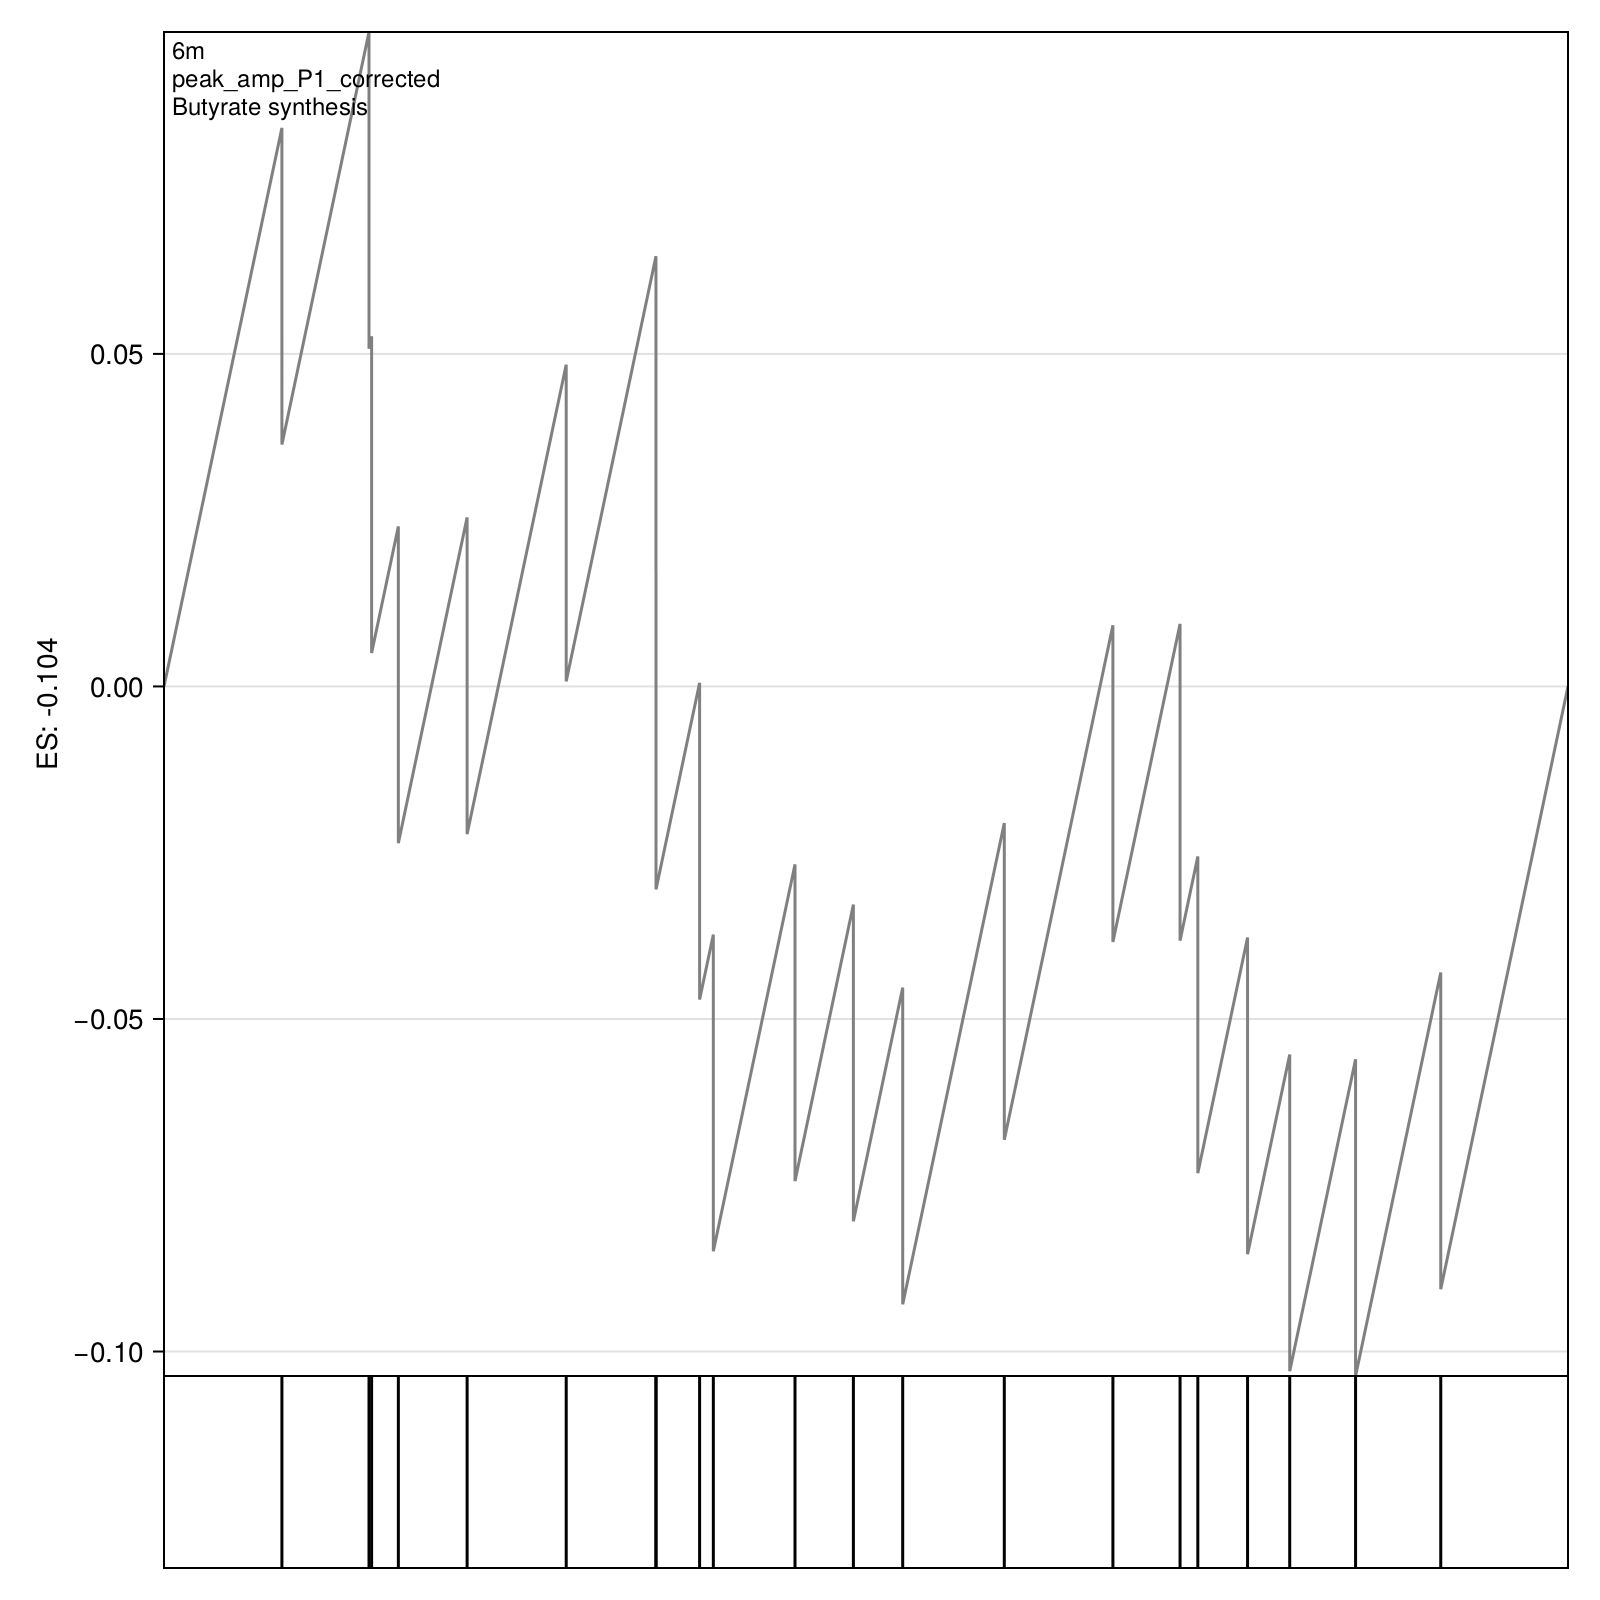 6m
peak_amp_P1_corrected
Butyrate synthesis
0.05
0.00
−0.05
−0.10
ES: -0.104